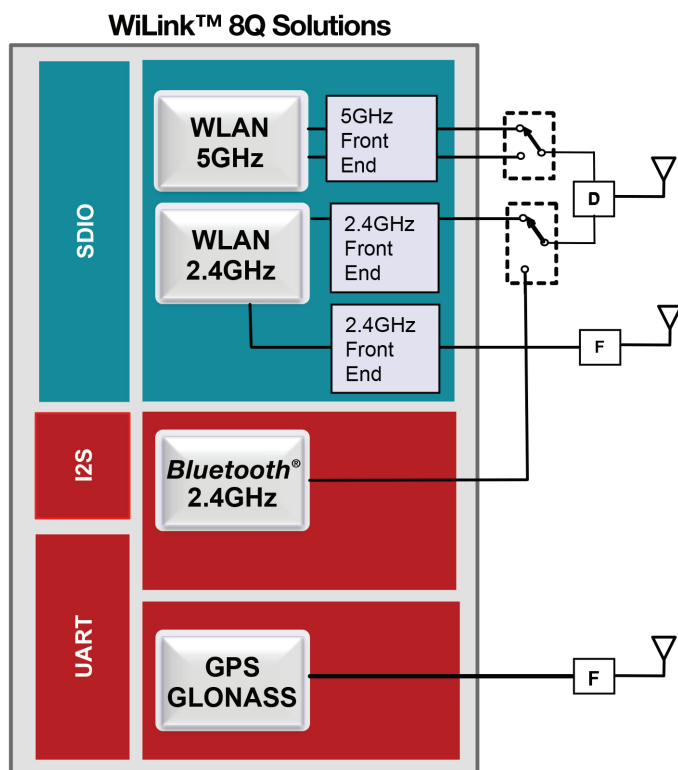 WiLink™ 8Q Solutions
SDIO
WLAN
5GHz
5GHz
Front
End
D
WLAN
2.4GHz
2.4GHz
Front
End
2.4GHz
Front
End
F
I2S
Bluetooth®
2.4GHz
UART
GPS
GLONASS
F